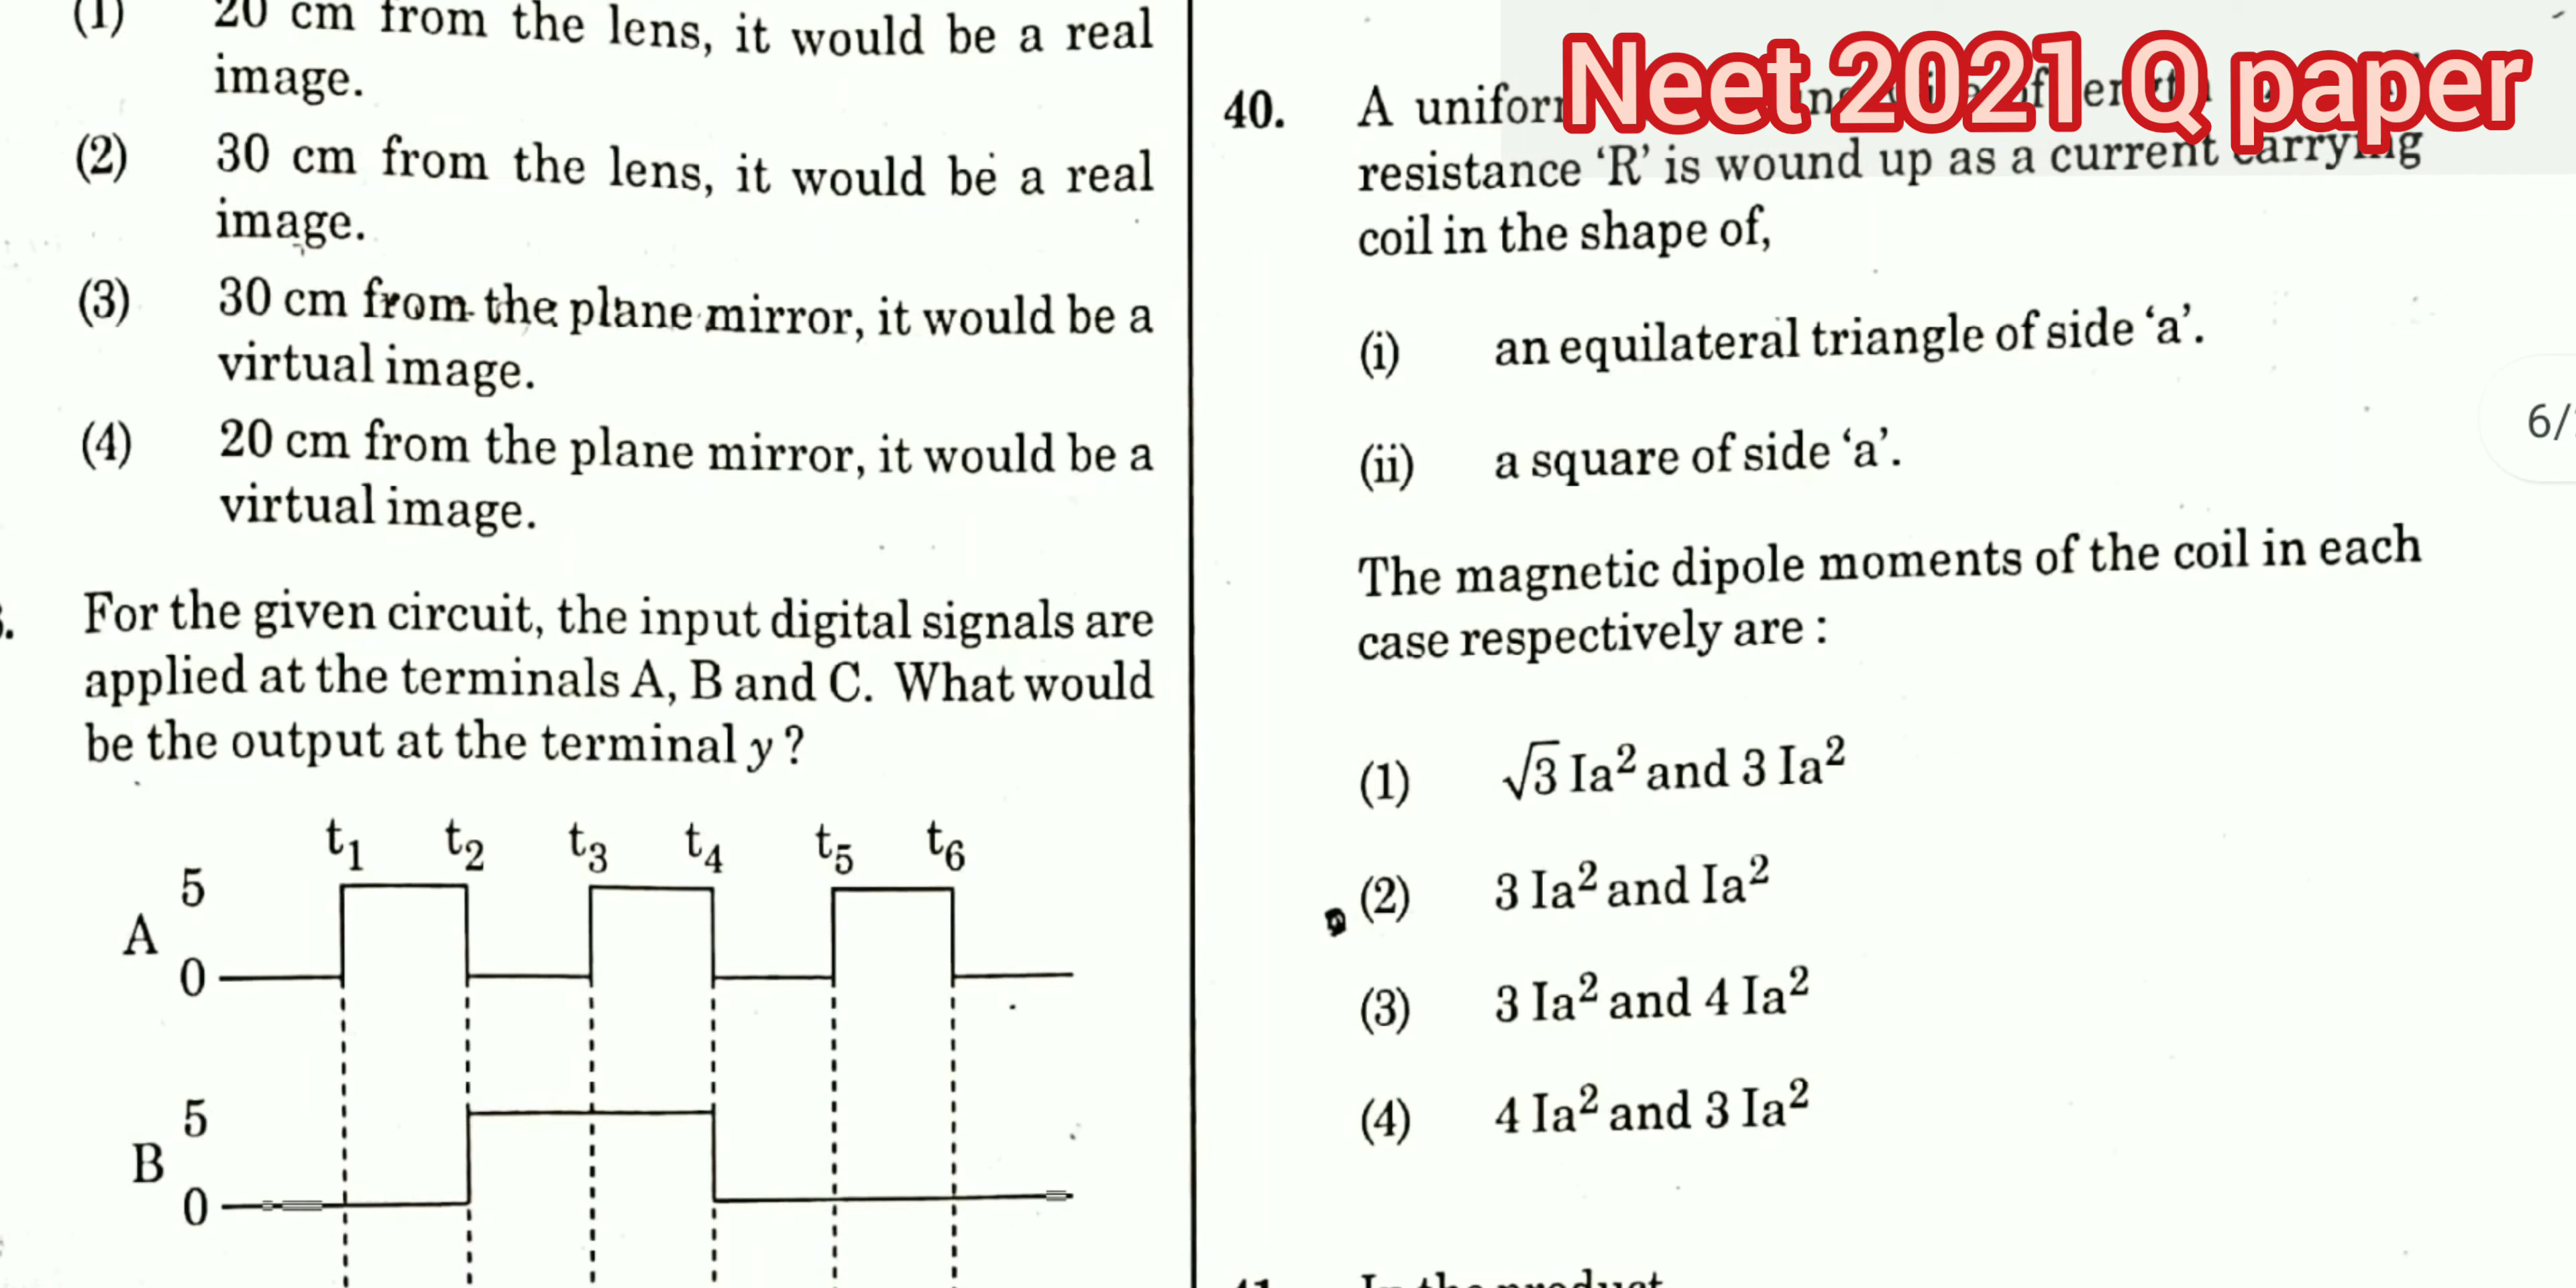 (1) 20 cm from the lens, it would be a real
image.
(2) 30 cm from the lens, it would be a real
image.
(3) 30 cm from the plane mirror, it would be a
virtual image.
(4) 20 cm from the plane mirror, it would be a
virtual image.
For the given circuit, the input digital signals are
applied at the terminals A, B and C. What would
be the output at the terminal y ?
t₁ t₂ t₃ t₄ t₅ t₆
5
A
0
5
B
0
Neet 2021 Q paper
40. A
resistance 'R' is wound up as a current carrying
coil in the shape of,
(i) an equilateral triangle of side 'a'.
(ii) a square of side 'a'.
6/
The magnetic dipole moments of the coil in each
case respectively are :
(1) √3 Ia² and 3 Ia²
(2) 3 Ia² and Ia²
(3) 3 Ia² and 4 Ia²
(4) 4 Ia² and 3 Ia²